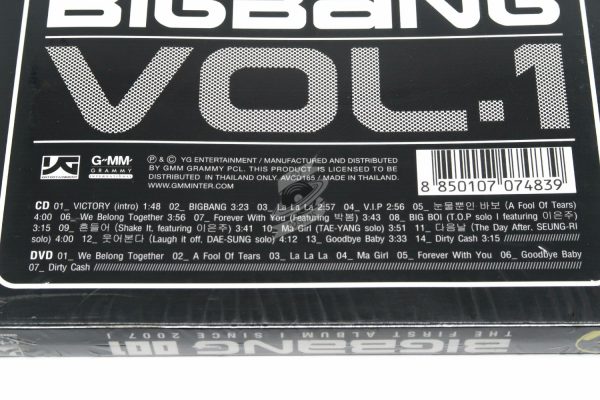 BIGBANG
VOL.1
YG
ENTERTAINMENT
G"MM'
GRAMMY
INTERNATIONAL
Ⓟ & © YG ENTERTAINMENT / MANUFACTURED AND DISTRIBUTED
BY GMM GRAMMY PCL. THIS PRODUCT CAN ONLY BE
DISTRIBUTED IN THAILAND ONLY. AVCD165 / MADE IN THAILAND.
WWW.GMMINTER.COM
8 850107 074839
CD 01_ VICTORY (intro) 1:48 02_ BIGBANG 3:23 03_ La La La 2:57 04_ V.I.P 2:56 05_ 눈물뿐인 바보 (A Fool Of Tears)
4:00 06_ We Belong Together 3:56 07_ Forever With You (Featuring 박봄) 3:43 08_ BIG BOI (T.O.P solo I featuring 이은주)
3:15 09_ 흔들어 (Shake It. featuring 이은주) 3:41 10_ Ma Girl (TAE-YANG solo) 3:51 11_ 다음날 (The Day After. SEUNG-RI
solo) 4:00 12_ 웃어본다 (Laugh it off, DAE-SUNG solo) 4:12 13_ Goodbye Baby 3:33 14_ Dirty Cash 3:15
DVD 01_ We Belong Together 02_ A Fool Of Tears 03_ La La La 04_ Ma Girl 05_ Forever With You 06_ Goodbye Baby
07_ Dirty Cash
THE FIRST ALBUM I SINCE 2007 I
BIGBANG 001